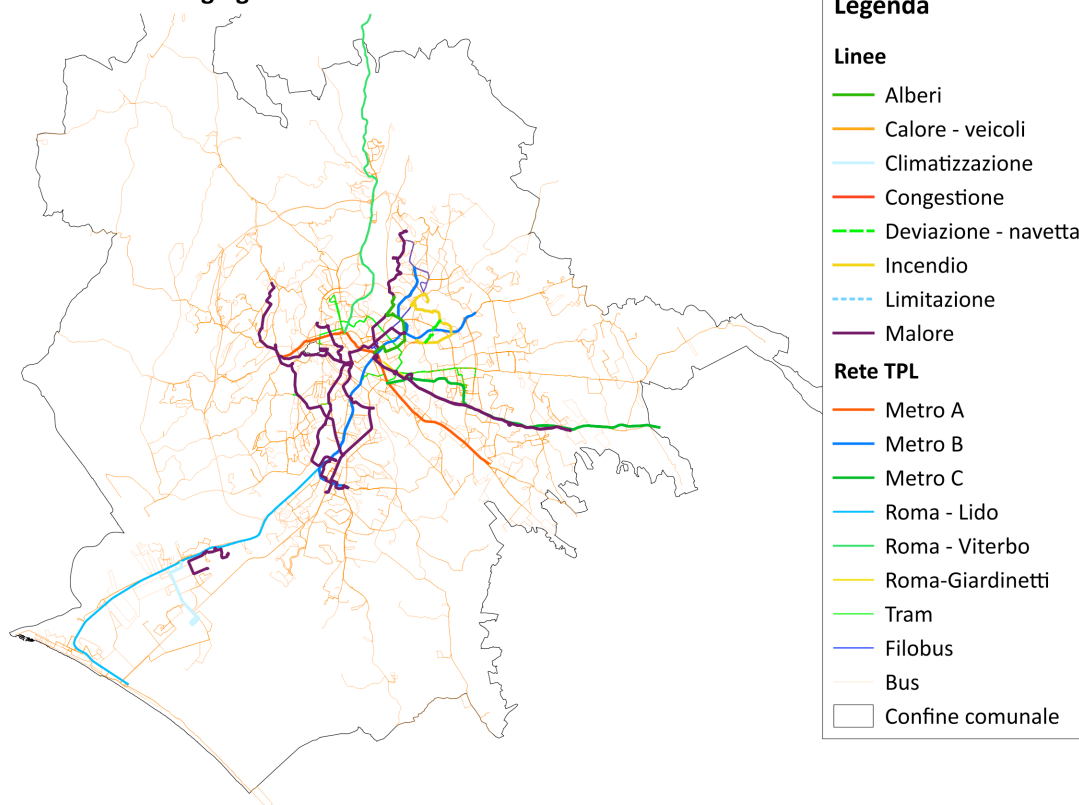 Legenda
Linee
Alberi
Calore - veicoli
Climatizzazione
Congestione
Deviazione - navetta
Incendio
Limitazione
Malore
Rete TPL
Metro A
Metro B
Metro C
Roma - Lido
Roma - Viterbo
Roma-Giardinetti
Tram
Filobus
Bus
Confine comunale